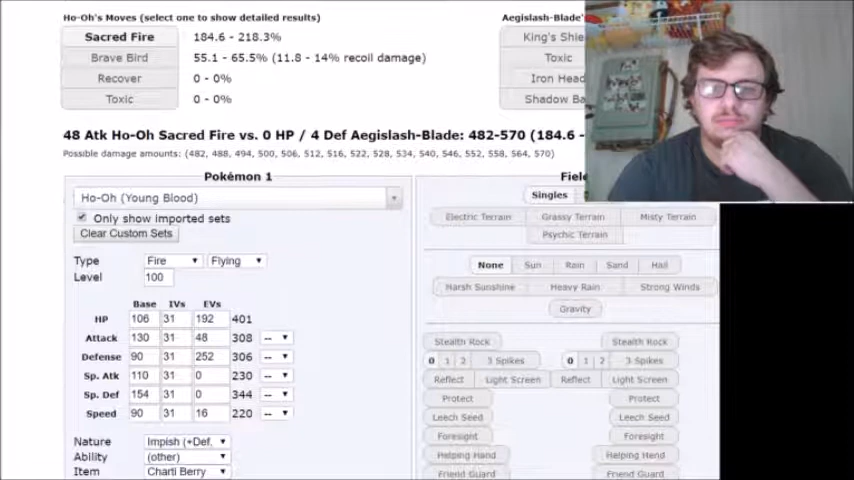 Ho-Oh's Moves (select one to show detailed results)
Aegislash-Blade'
Sacred Fire 184.6 - 218.3%
King's Shie
Brave Bird 55.1 - 65.5% (11.8 - 14% recoil damage)
Toxic
Recover 0 - 0%
Iron Head
Toxic 0 - 0%
Shadow Ba
48 Atk Ho-Oh Sacred Fire vs. 0 HP / 4 Def Aegislash-Blade: 482-570 (184.6 -
Possible damage amounts: (482, 488, 494, 500, 506, 512, 516, 522, 528, 534, 540, 546, 552, 558, 564, 570)
Pokémon 1
Ho-Oh (Young Blood)
Only show imported sets
Clear Custom Sets
Type Fire Flying
Level 100
Base IVs EVs
HP 106 31 192 401
Attack 130 31 48 308 --
Defense 90 31 252 306 --
Sp. Atk 110 31 0 230 --
Sp. Def 154 31 0 344 --
Speed 90 31 16 220 --
Nature Impish (+Def,
Ability (other)
Item Charti Berry
Fiel
Singles
Electric Terrain Grassy Terrain Misty Terrain
Psychic Terrain
None Sun Rain Sand Hail
Harsh Sunshine Heavy Rain Strong Winds
Gravity
Stealth Rock Stealth Rock
0 1 2 3 Spikes 0 1 2 3 Spikes
Reflect Light Screen Reflect Light Screen
Protect Protect
Leech Seed Leech Seed
Foresight Foresight
Helping Hand Helping Hand
Friend Guard Friend Guard